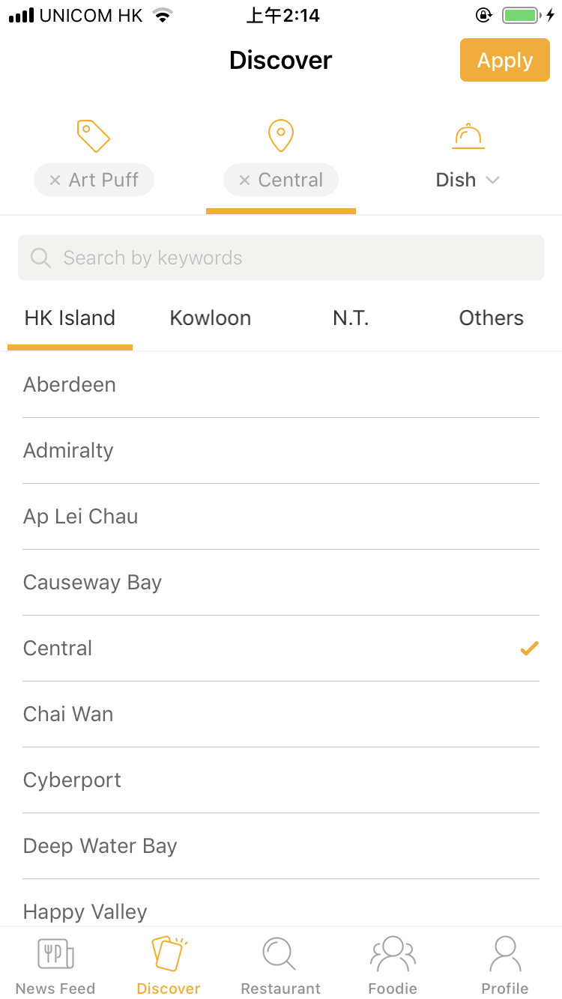 UNICOM HK 上午2:14
Discover Apply
Art Puff Central Dish
Search by keywords
HK Island Kowloon N.T. Others
Aberdeen
Admiralty
Ap Lei Chau
Causeway Bay
Central
Chai Wan
Cyberport
Deep Water Bay
Happy Valley
News Feed Discover Restaurant Foodie Profile